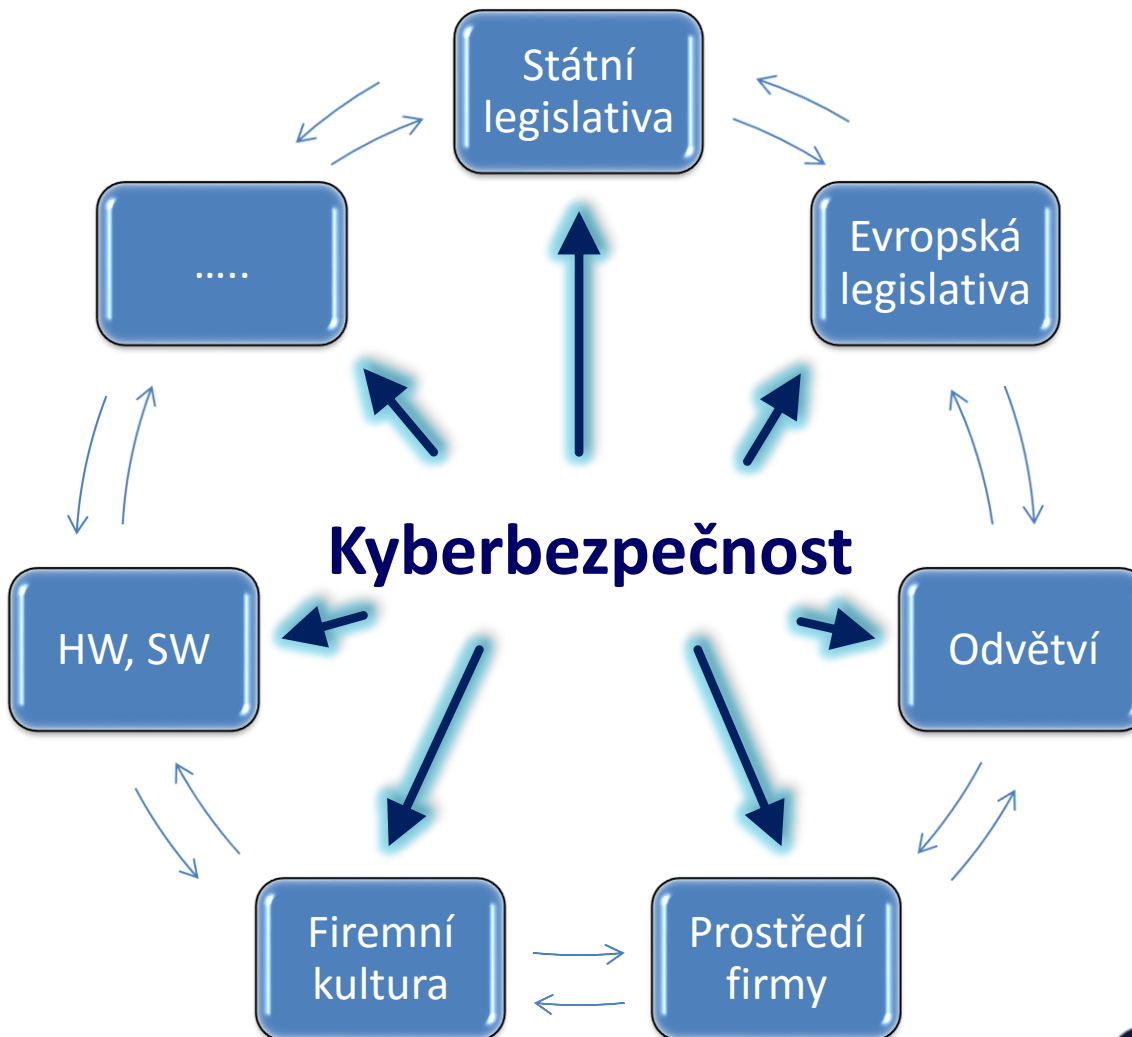 Státní
legislativa
Evropská
legislativa
.....
Kyberbezpečnost
HW, SW
Odvětví
Firemní
kultura
Prostředí
firmy